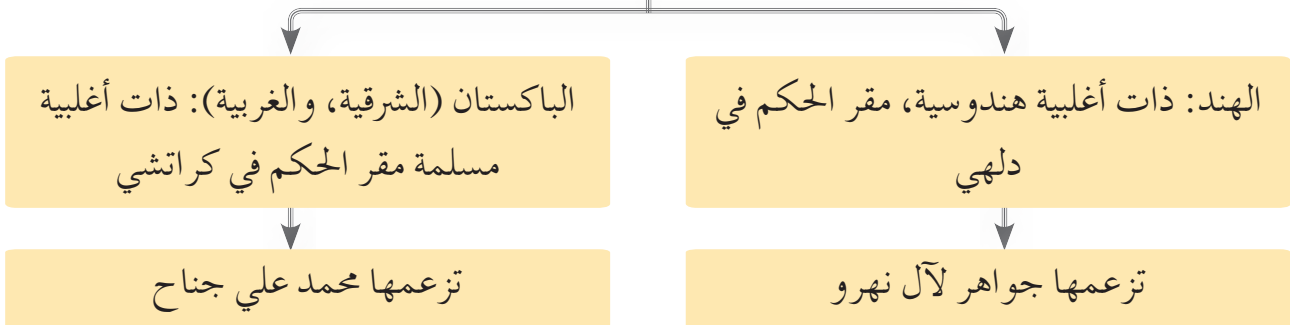 الهند: ذات أغلبية هندوسية، مقر الحكم في
دلهي
الباكستان (الشرقية، والغربية): ذات أغلبية
مسلمة مقر الحكم في كراتشي
تزعمها جواهر لآل نهرو
تزعمها محمد علي جناح